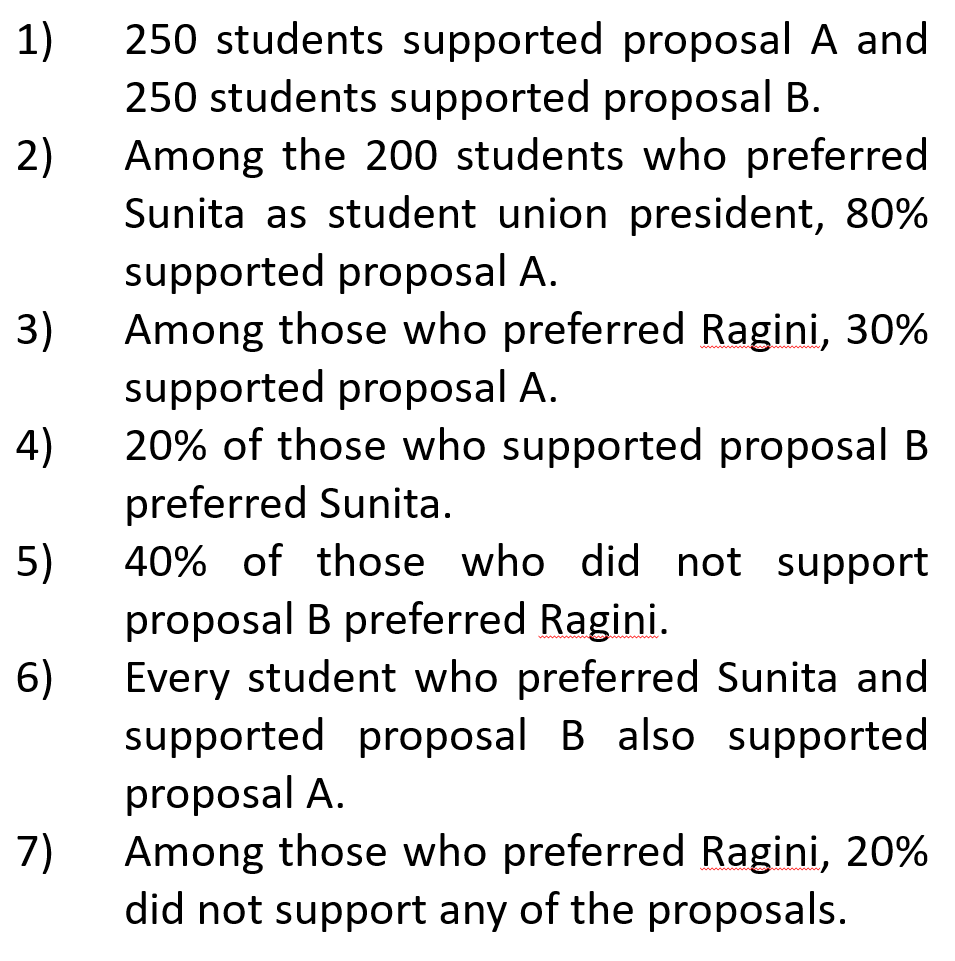 1) 250 students supported proposal A and
250 students supported proposal B.
2) Among the 200 students who preferred
Sunita as student union president, 80%
supported proposal A.
3) Among those who preferred Ragini, 30%
supported proposal A.
4) 20% of those who supported proposal B
preferred Sunita.
5) 40% of those who did not support
proposal B preferred Ragini.
6) Every student who preferred Sunita and
supported proposal B also supported
proposal A.
7) Among those who preferred Ragini, 20%
did not support any of the proposals.